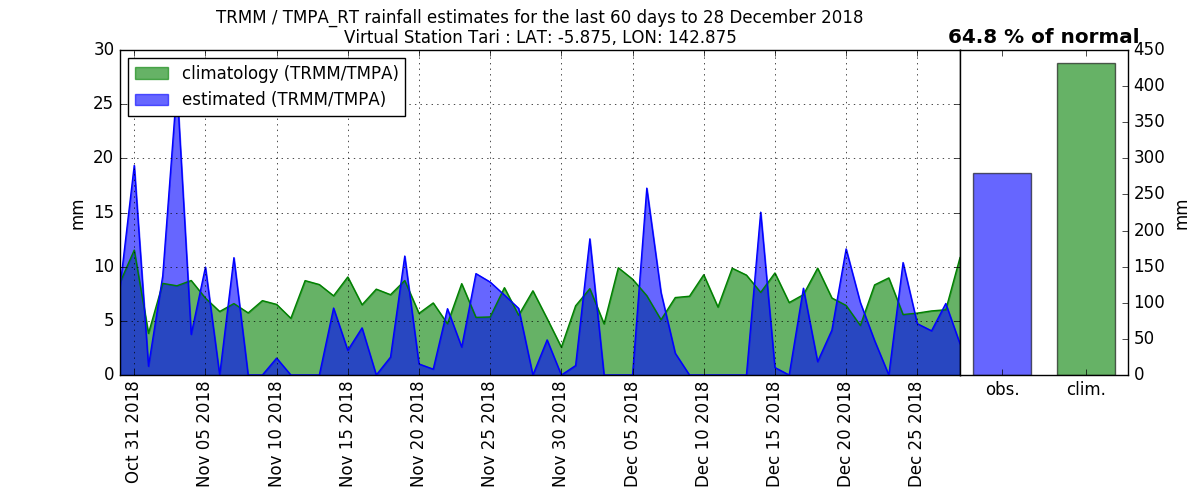 TRMM / TMPA_RT rainfall estimates for the last 60 days to 28 December 2018
Virtual Station Tari : LAT: -5.875, LON: 142.875
64.8 % of normal
climatology (TRMM/TMPA)
estimated (TRMM/TMPA)
30
25
20
15
10
5
0
mm
Oct 31 2018
Nov 05 2018
Nov 10 2018
Nov 15 2018
Nov 20 2018
Nov 25 2018
Nov 30 2018
Dec 05 2018
Dec 10 2018
Dec 15 2018
Dec 20 2018
Dec 25 2018
450
400
350
300
250
200
150
100
50
0
mm
obs.
clim.